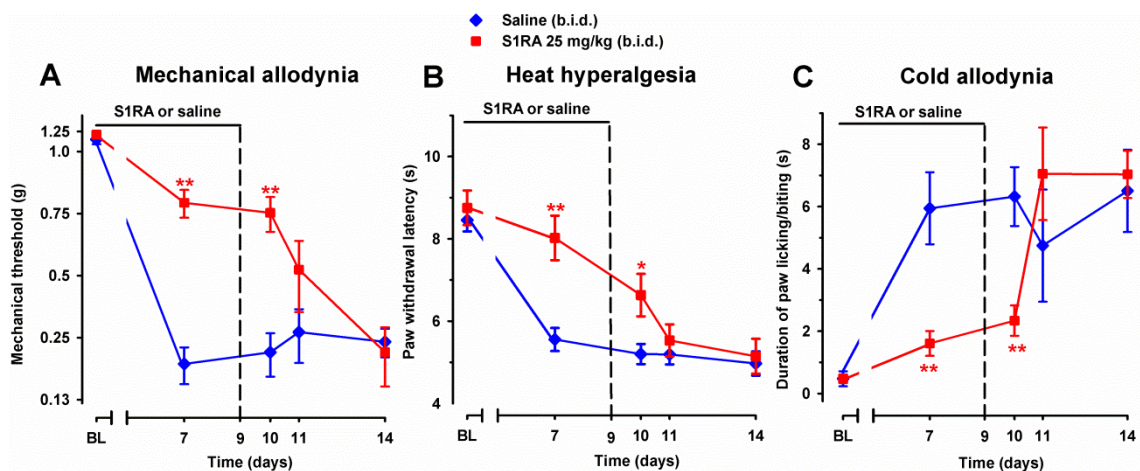 Saline (b.i.d.)
S1RA 25 mg/kg (b.i.d.)
A
Mechanical allodynia
S1RA or saline
Mechanical threshold (g)
1.25
1.0
0.75
0.5
0.25
0.13
**
**
BL
7
9
10
11
14
Time (days)
B
Heat hyperalgesia
S1RA or saline
Paw withdrawal latency (s)
10
8
6
4
**
*
BL
7
9
10
11
14
Time (days)
C
Cold allodynia
S1RA or saline
Duration of paw licking/biting (s)
8
6
4
2
0
**
**
BL
7
9
10
11
14
Time (days)